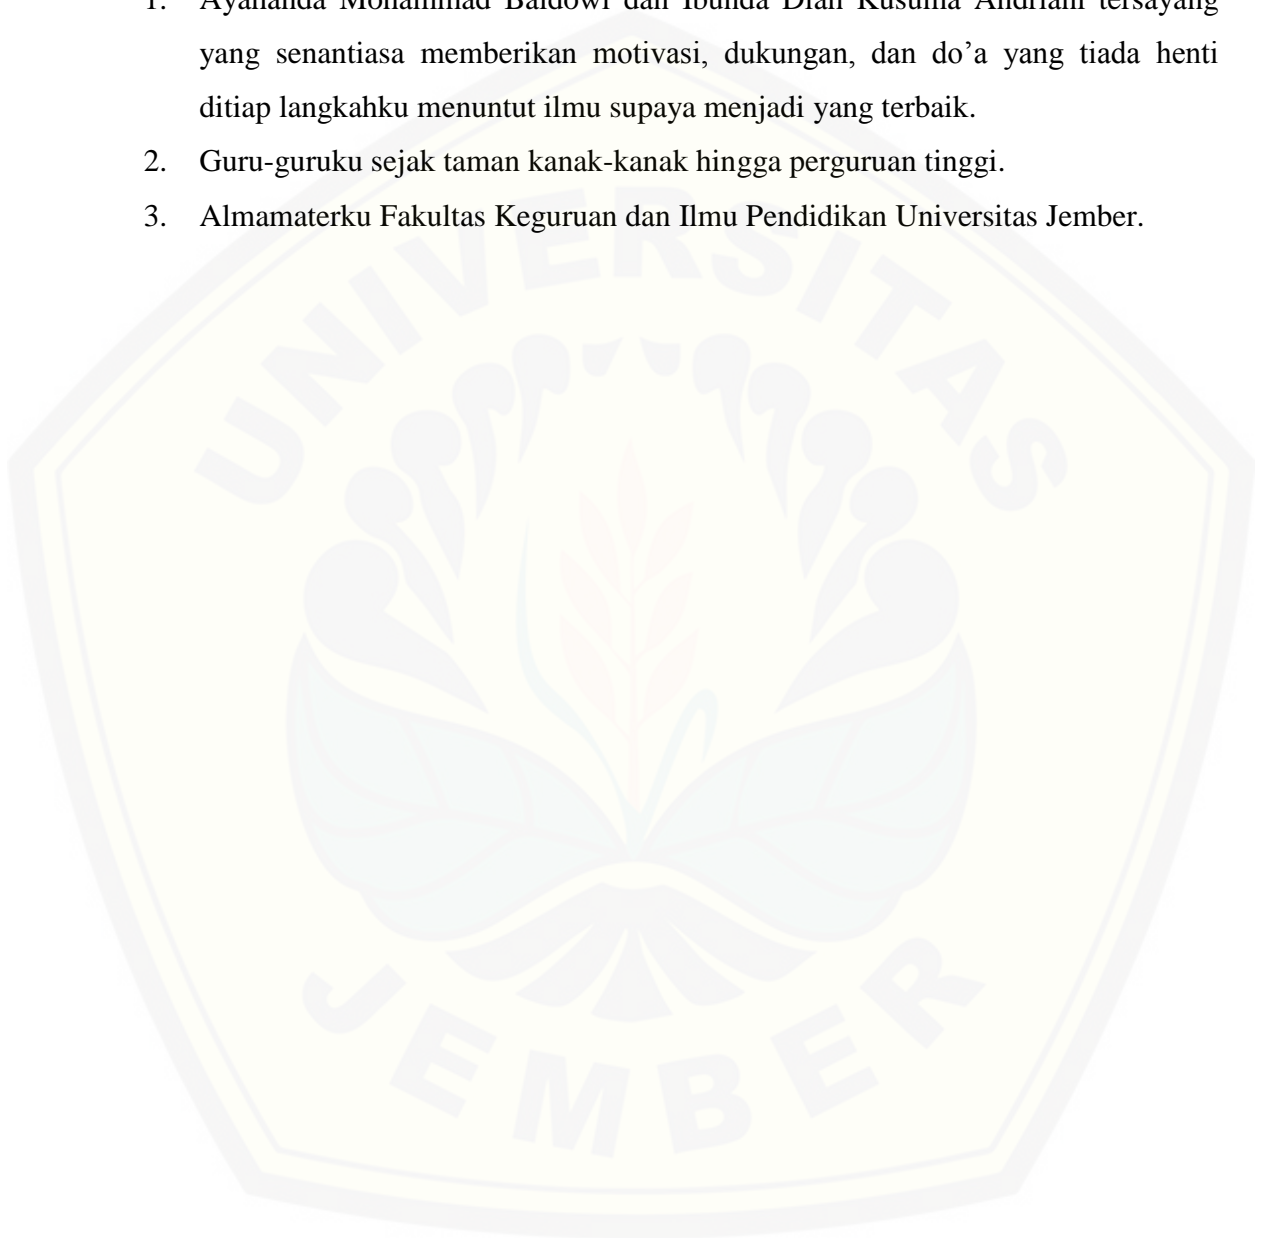 1. Ayahanda Mohammad Baidowi dan Ibunda Dian Kusuma Andriani tersayang
yang senantiasa memberikan motivasi, dukungan, dan do’a yang tiada henti
ditiap langkahku menuntut ilmu supaya menjadi yang terbaik.
2. Guru-guruku sejak taman kanak-kanak hingga perguruan tinggi.
3. Almamaterku Fakultas Keguruan dan Ilmu Pendidikan Universitas Jember.
UNIVERSITAS
JEMBER